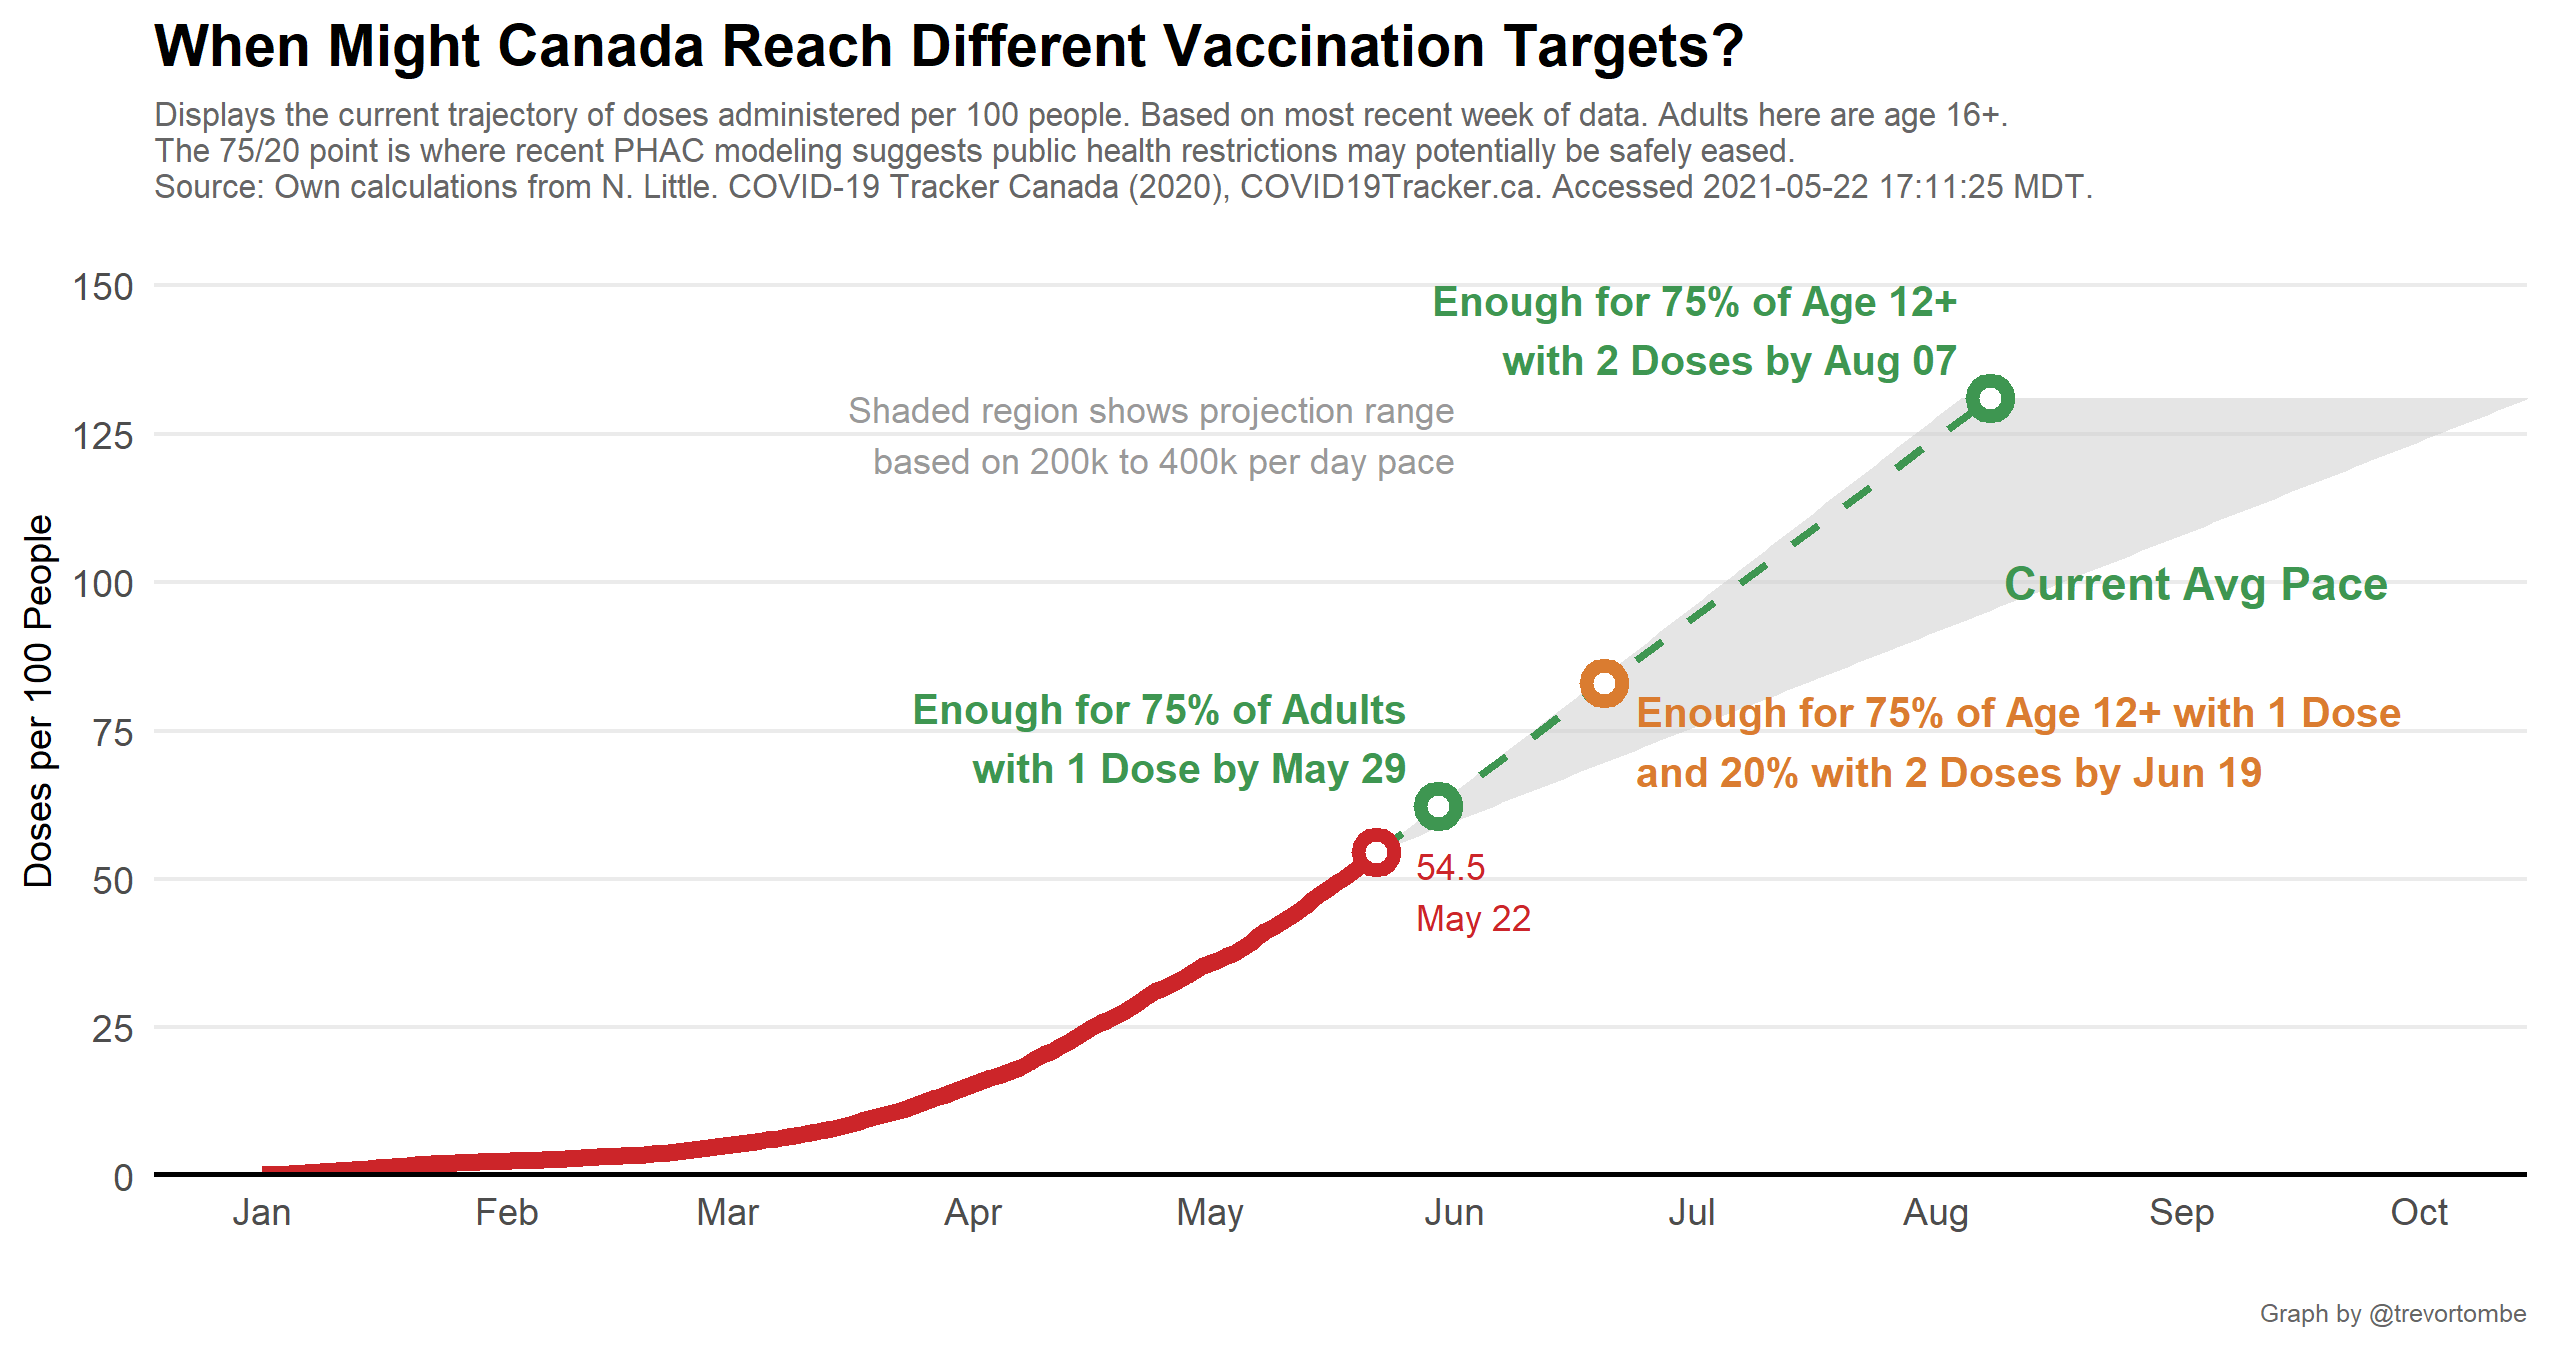 When Might Canada Reach Different Vaccination Targets?
Displays the current trajectory of doses administered per 100 people. Based on most recent week of data. Adults here are age 16+.
The 75/20 point is where recent PHAC modeling suggests public health restrictions may potentially be safely eased.
Source: Own calculations from N. Little. COVID-19 Tracker Canada (2020), COVID19Tracker.ca. Accessed 2021-05-22 17:11:25 MDT.
Doses per 100 People
150
125
100
75
50
25
0
Enough for 75% of Age 12+
with 2 Doses by Aug 07
Shaded region shows projection range
based on 200k to 400k per day pace
Current Avg Pace
Enough for 75% of Adults
with 1 Dose by May 29
Enough for 75% of Age 12+ with 1 Dose
and 20% with 2 Doses by Jun 19
54.5
May 22
Jan
Feb
Mar
Apr
May
Jun
Jul
Aug
Sep
Oct
Graph by @trevortombe